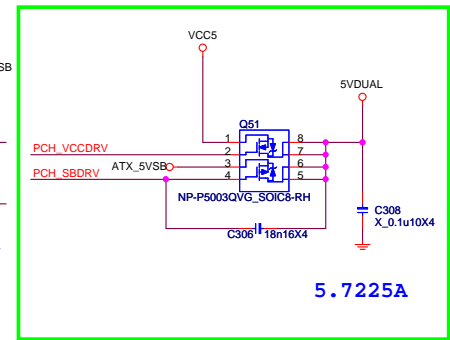 VCC5
SB
5VDUAL
Q51
1 8
PCH_VCCDRV 2 7
ATX_5VSB 3 6
PCH_SBDRV 4 5
NP-P5003QVG_SOIC8-RH
C306 18n16X4
C308
X_0.1u10X4
5.7225A